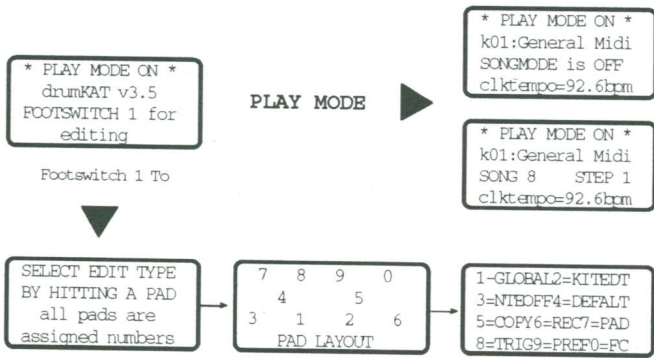 * PLAY MODE ON *
drumKAT v3.5
FOOTSWITCH 1 for
editing
PLAY MODE
* PLAY MODE ON *
k01:General Midi
SONGMODE is OFF
clktempo=92.6bpm
* PLAY MODE ON *
k01:General Midi
SONG 8 STEP 1
clktempo=92.6bpm
Footswitch 1 To
SELECT EDIT TYPE
BY HITTING A PAD
all pads are
assigned numbers
7 8 9 0
4 5
3 1 2 6
PAD LAYOUT
1-GLOBAL2=KITEDT
3=NTEOFF4=DEFALT
5=COPY6=REC7=PAD
8=TRIG9=PREF0=FC